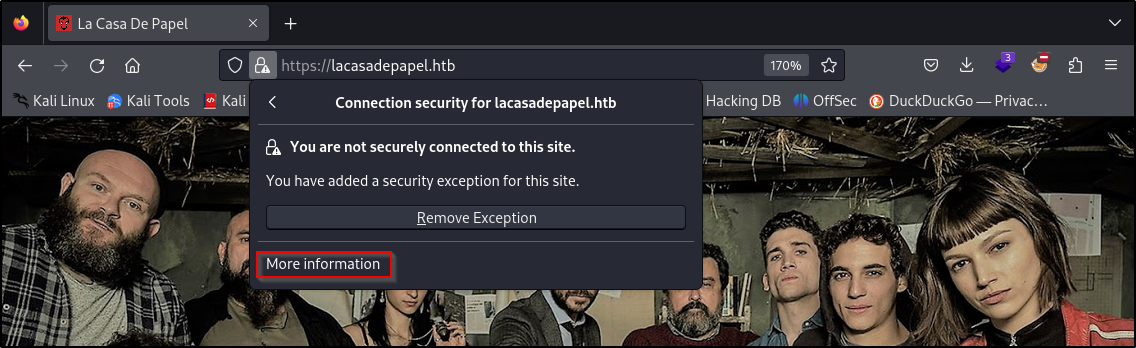 La Casa De Papel
https://lacasadepapel.htb
170%
3
Kali Linux
Kali Tools
Kali
Hacking DB
OffSec
DuckDuckGo — Privac…
Connection security for lacasadepapel.htb
You are not securely connected to this site.
You have added a security exception for this site.
Remove Exception
More information